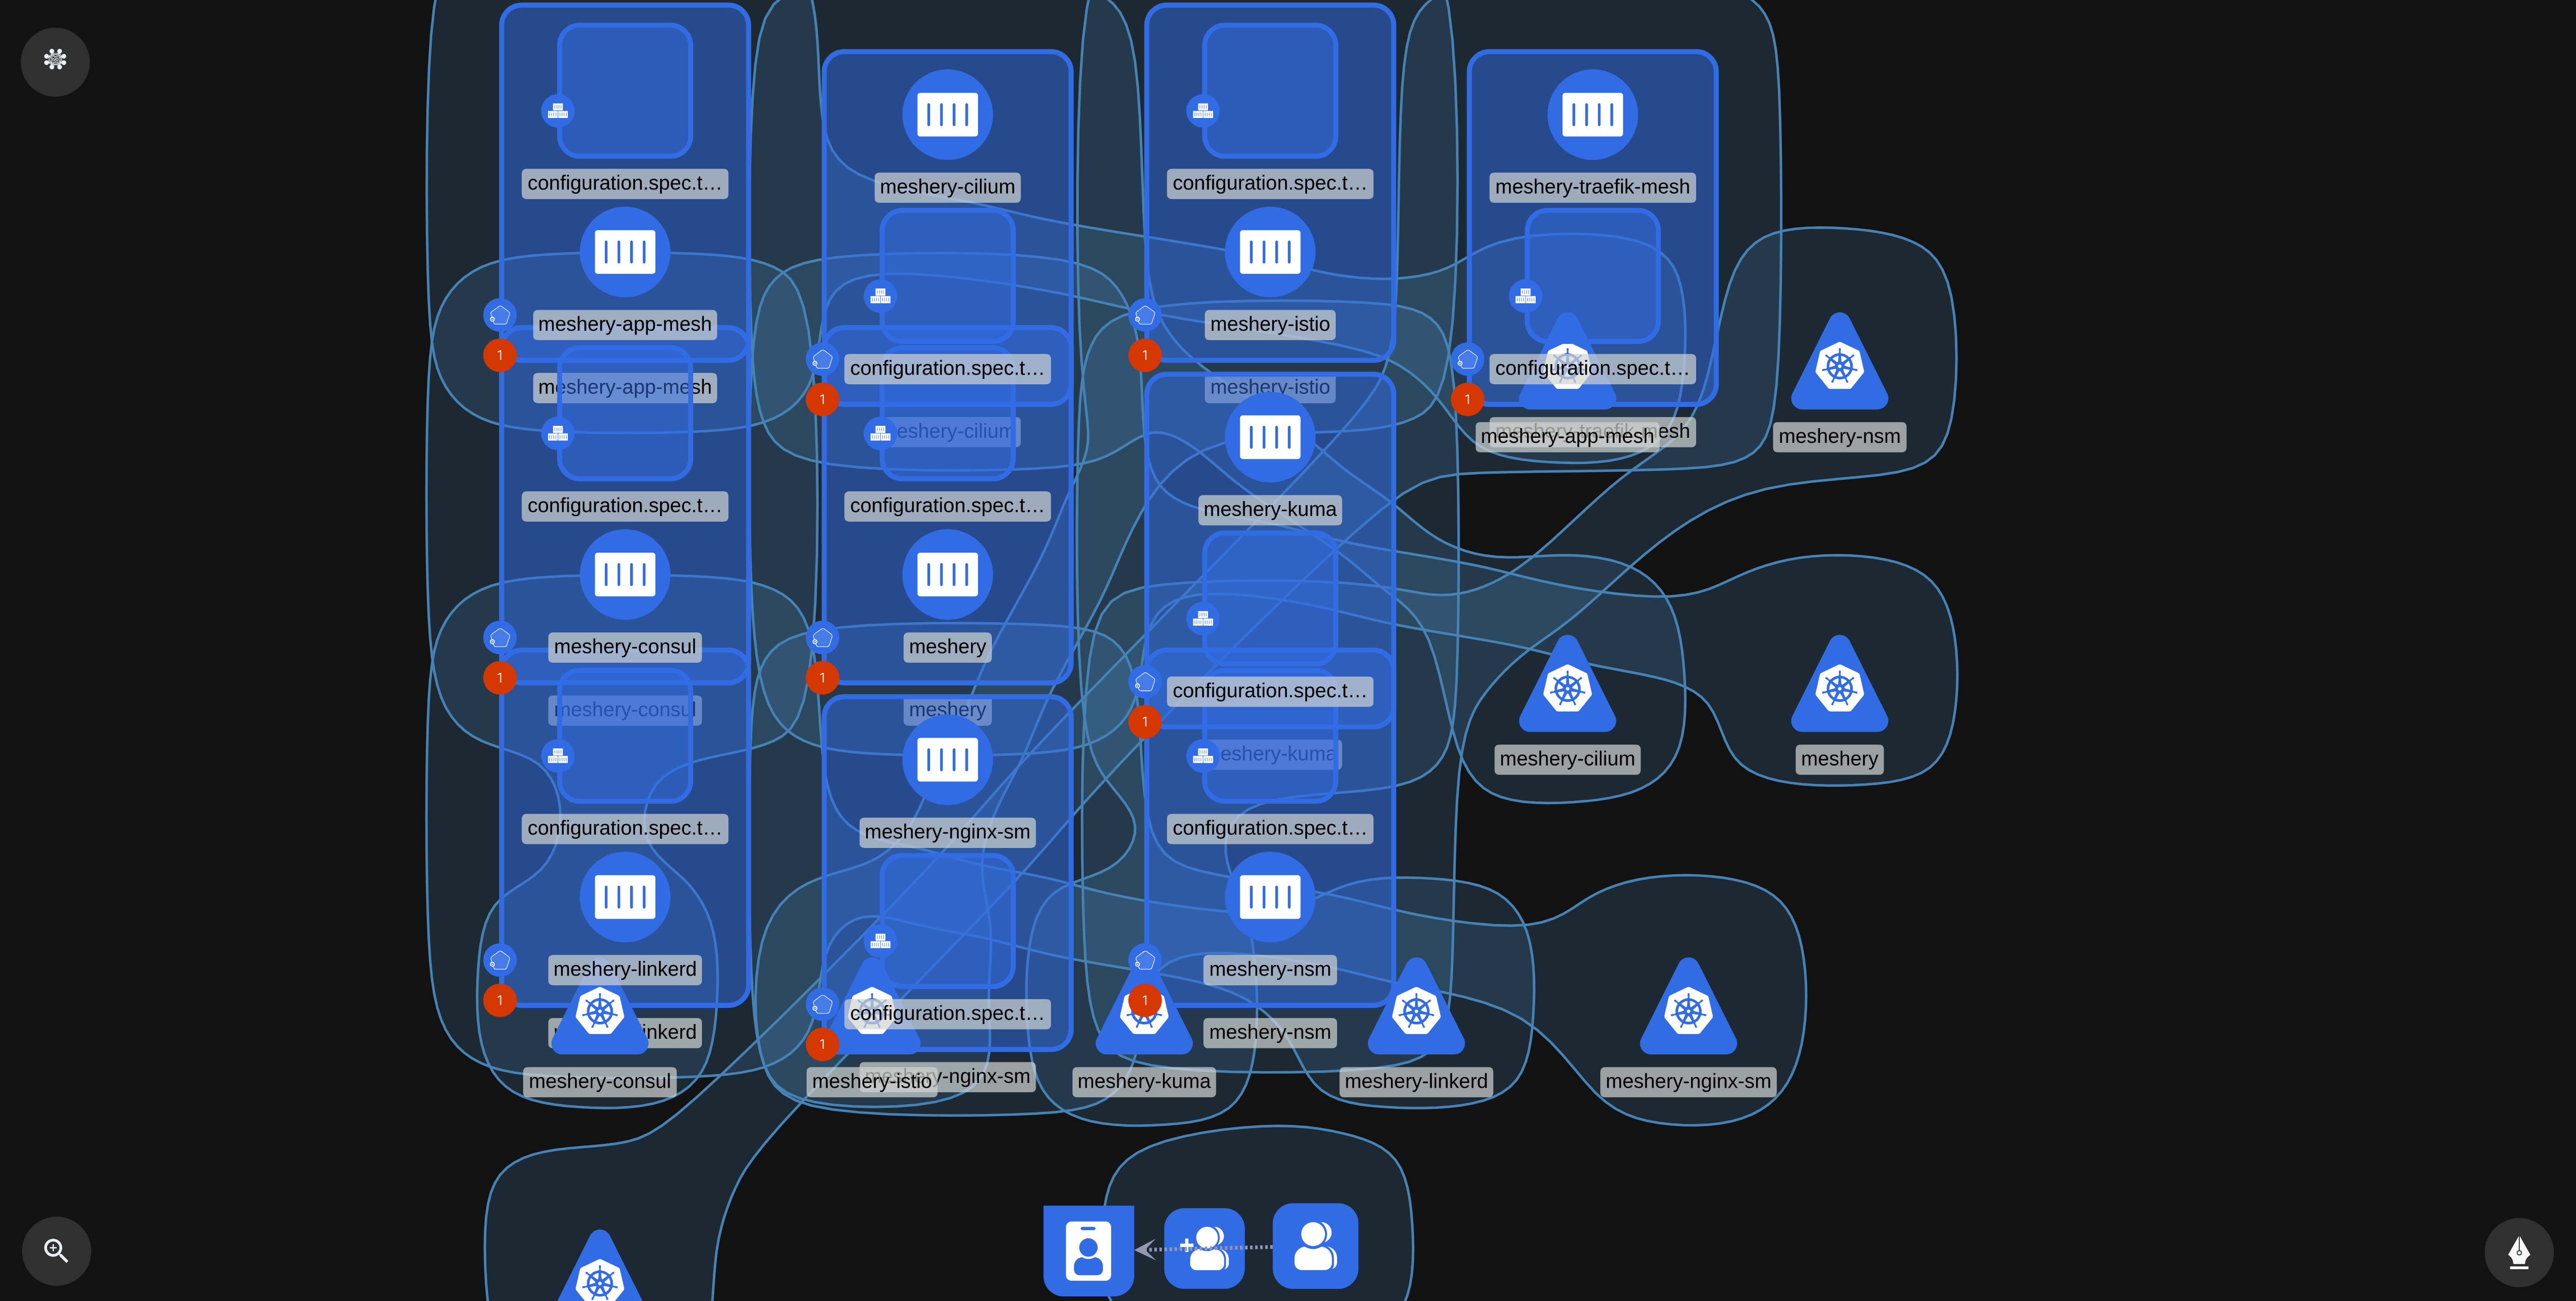 configuration.spec.t…
meshery-cilium
configuration.spec.t…
meshery-traefik-mesh
meshery-app-mesh
meshery-istio
1
1
configuration.spec.t…
configuration.spec.t…
meshery-app-mesh
meshery-istio
1
1
eshery-cilium
meshery-app-mesh
esh
meshery-nsm
configuration.spec.t…
configuration.spec.t…
meshery-kuma
meshery-consul
meshery
1
1
configuration.spec.t…
meshery-consul
meshery
1
eshery-kuma
meshery-cilium
meshery
configuration.spec.t…
meshery-nginx-sm
configuration.spec.t…
meshery-linkerd
meshery-nsm
1
configuration.spec.t…
1
inkerd
1
meshery-nsm
meshery-consul
meshery-istio
y-nginx-sm
meshery-kuma
meshery-linkerd
meshery-nginx-sm